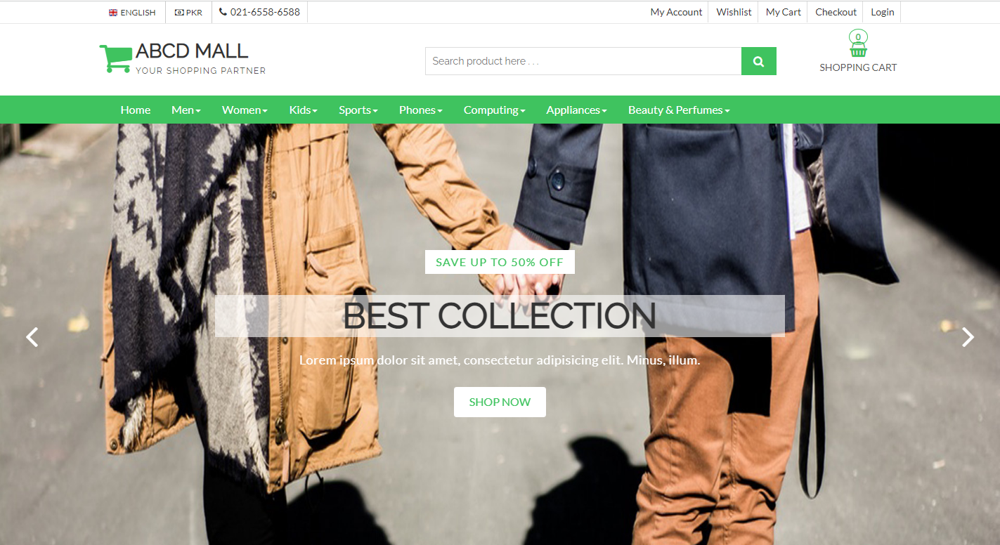 ENGLISH PKR 021-6558-6588 My Account Wishlist My Cart Checkout Login
ABCD MALL
YOUR SHOPPING PARTNER
Search product here . . .
0
SHOPPING CART
Home Men Women Kids Sports Phones Computing Appliances Beauty & Perfumes
SAVE UP TO 50% OFF
BEST COLLECTION
Lorem ipsum dolor sit amet, consectetur adipisicing elit. Minus, illum.
SHOP NOW